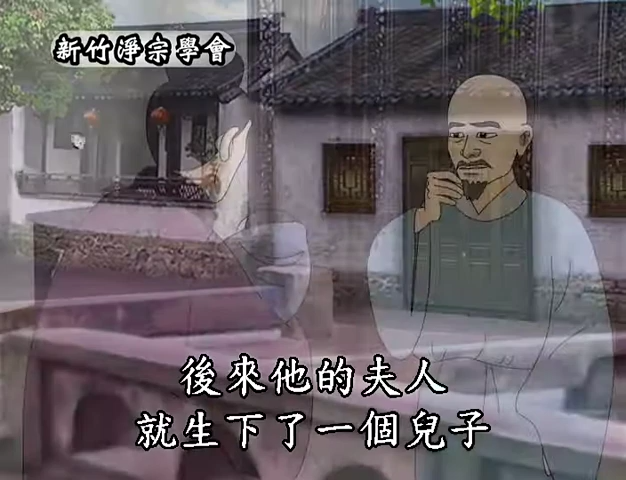 新竹淨宗學會
後來他的夫人
就生下了一個兒子